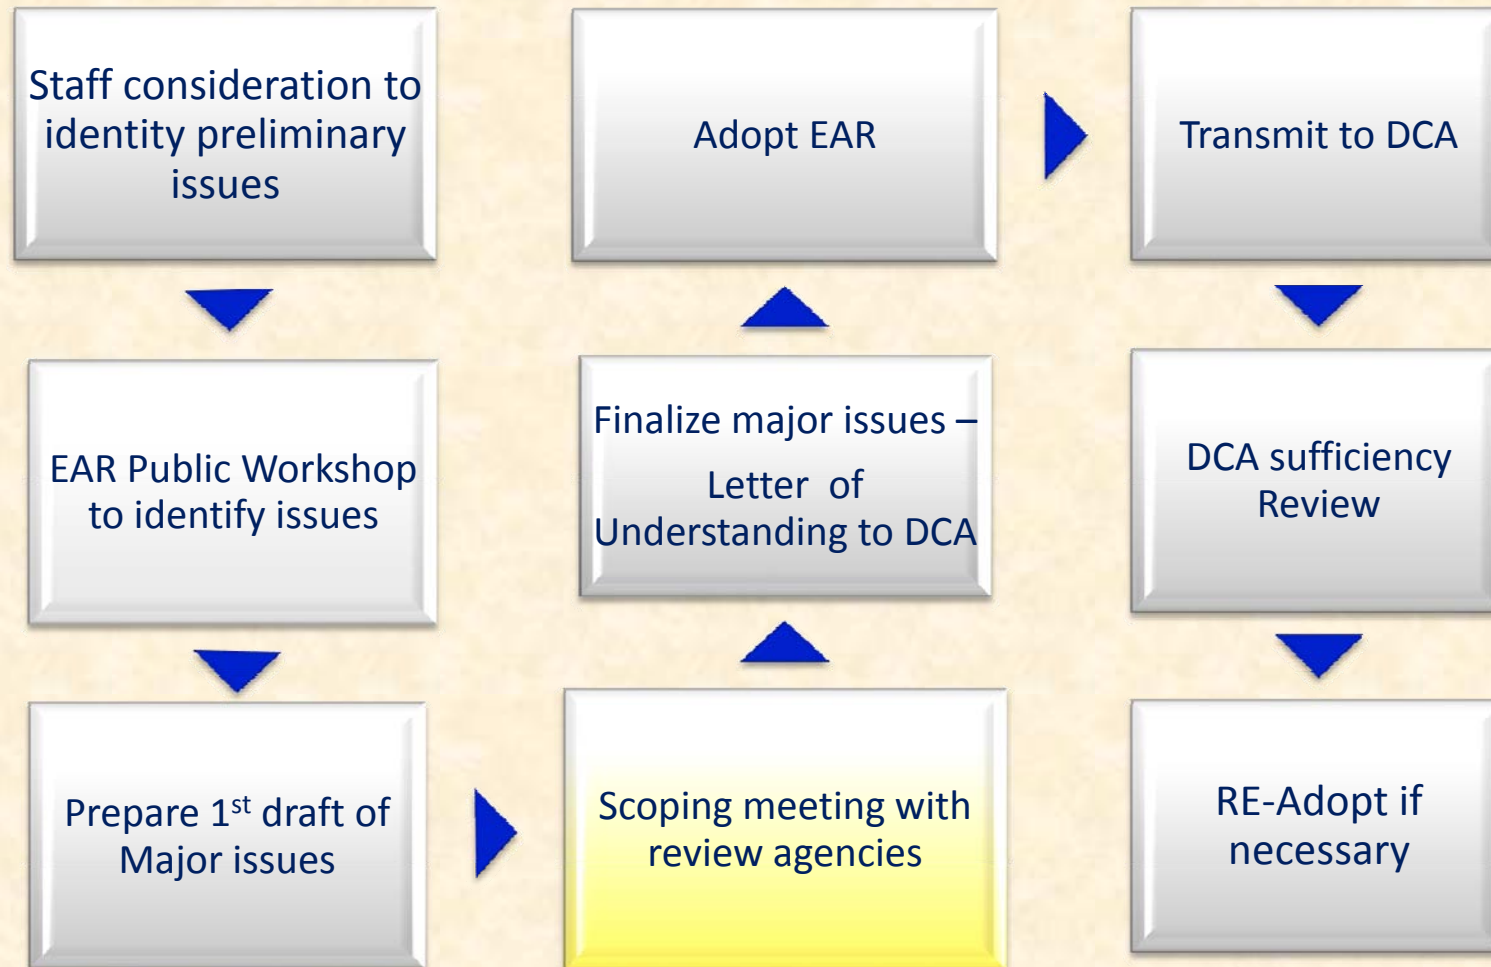 Staff consideration to
identity preliminary
issues
EAR Public Workshop
to identify issues
Prepare 1st draft of
Major issues
Scoping meeting with
review agencies
Finalize major issues –
Letter of
Understanding to DCA
Adopt EAR
Transmit to DCA
DCA sufficiency
Review
RE-Adopt if
necessary